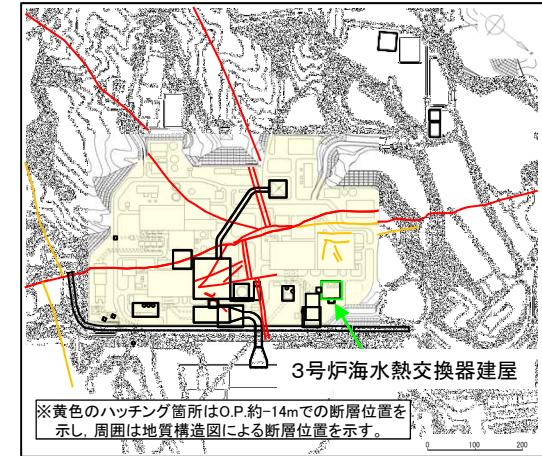 3号炉海水熱交換器建屋
※黄色のハッチング箇所はO.P.約-14mでの断層位置を
示し，周囲は地質構造図による断層位置を示す。
0 100 200